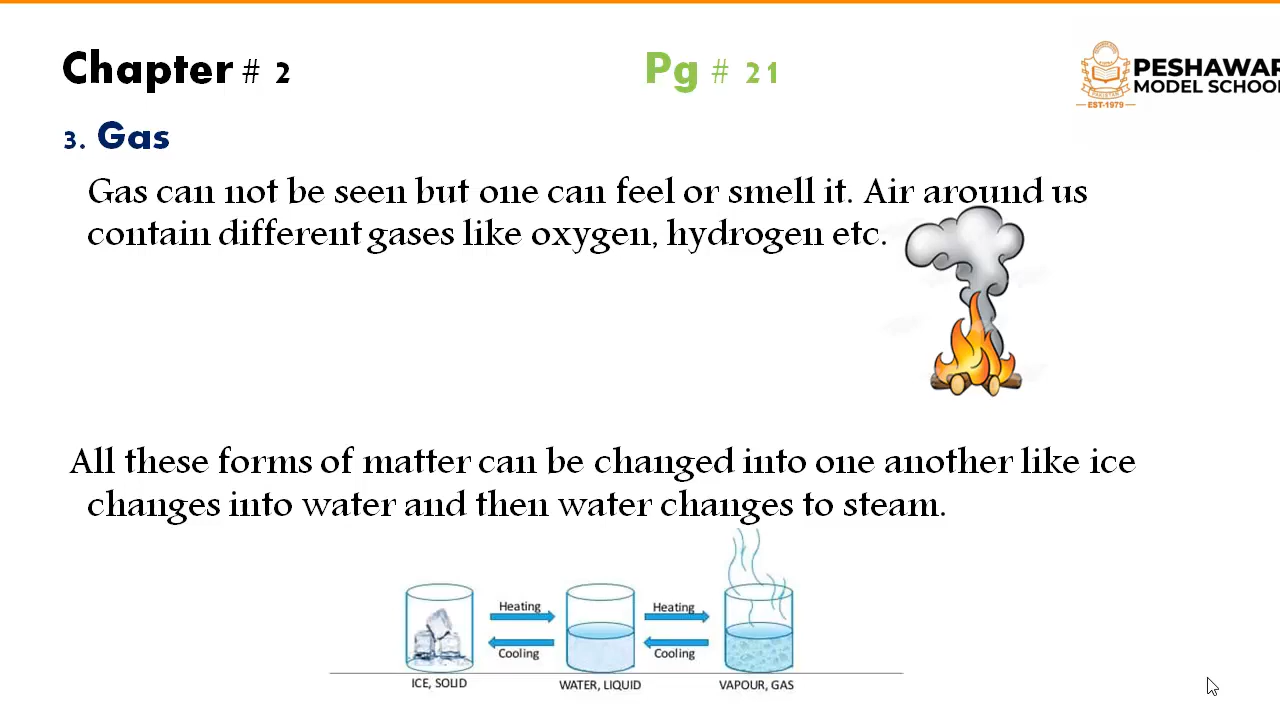 Chapter # 2
Pg # 21
PESHAWAR
MODEL SCHOOL
PAKISTAN
EST-1979
3. Gas
Gas can not be seen but one can feel or smell it. Air around us
contain different gases like oxygen, hydrogen etc.
All these forms of matter can be changed into one another like ice
changes into water and then water changes to steam.
Heating
Heating
Cooling
Cooling
ICE, SOLID
WATER, LIQUID
VAPOUR, GAS